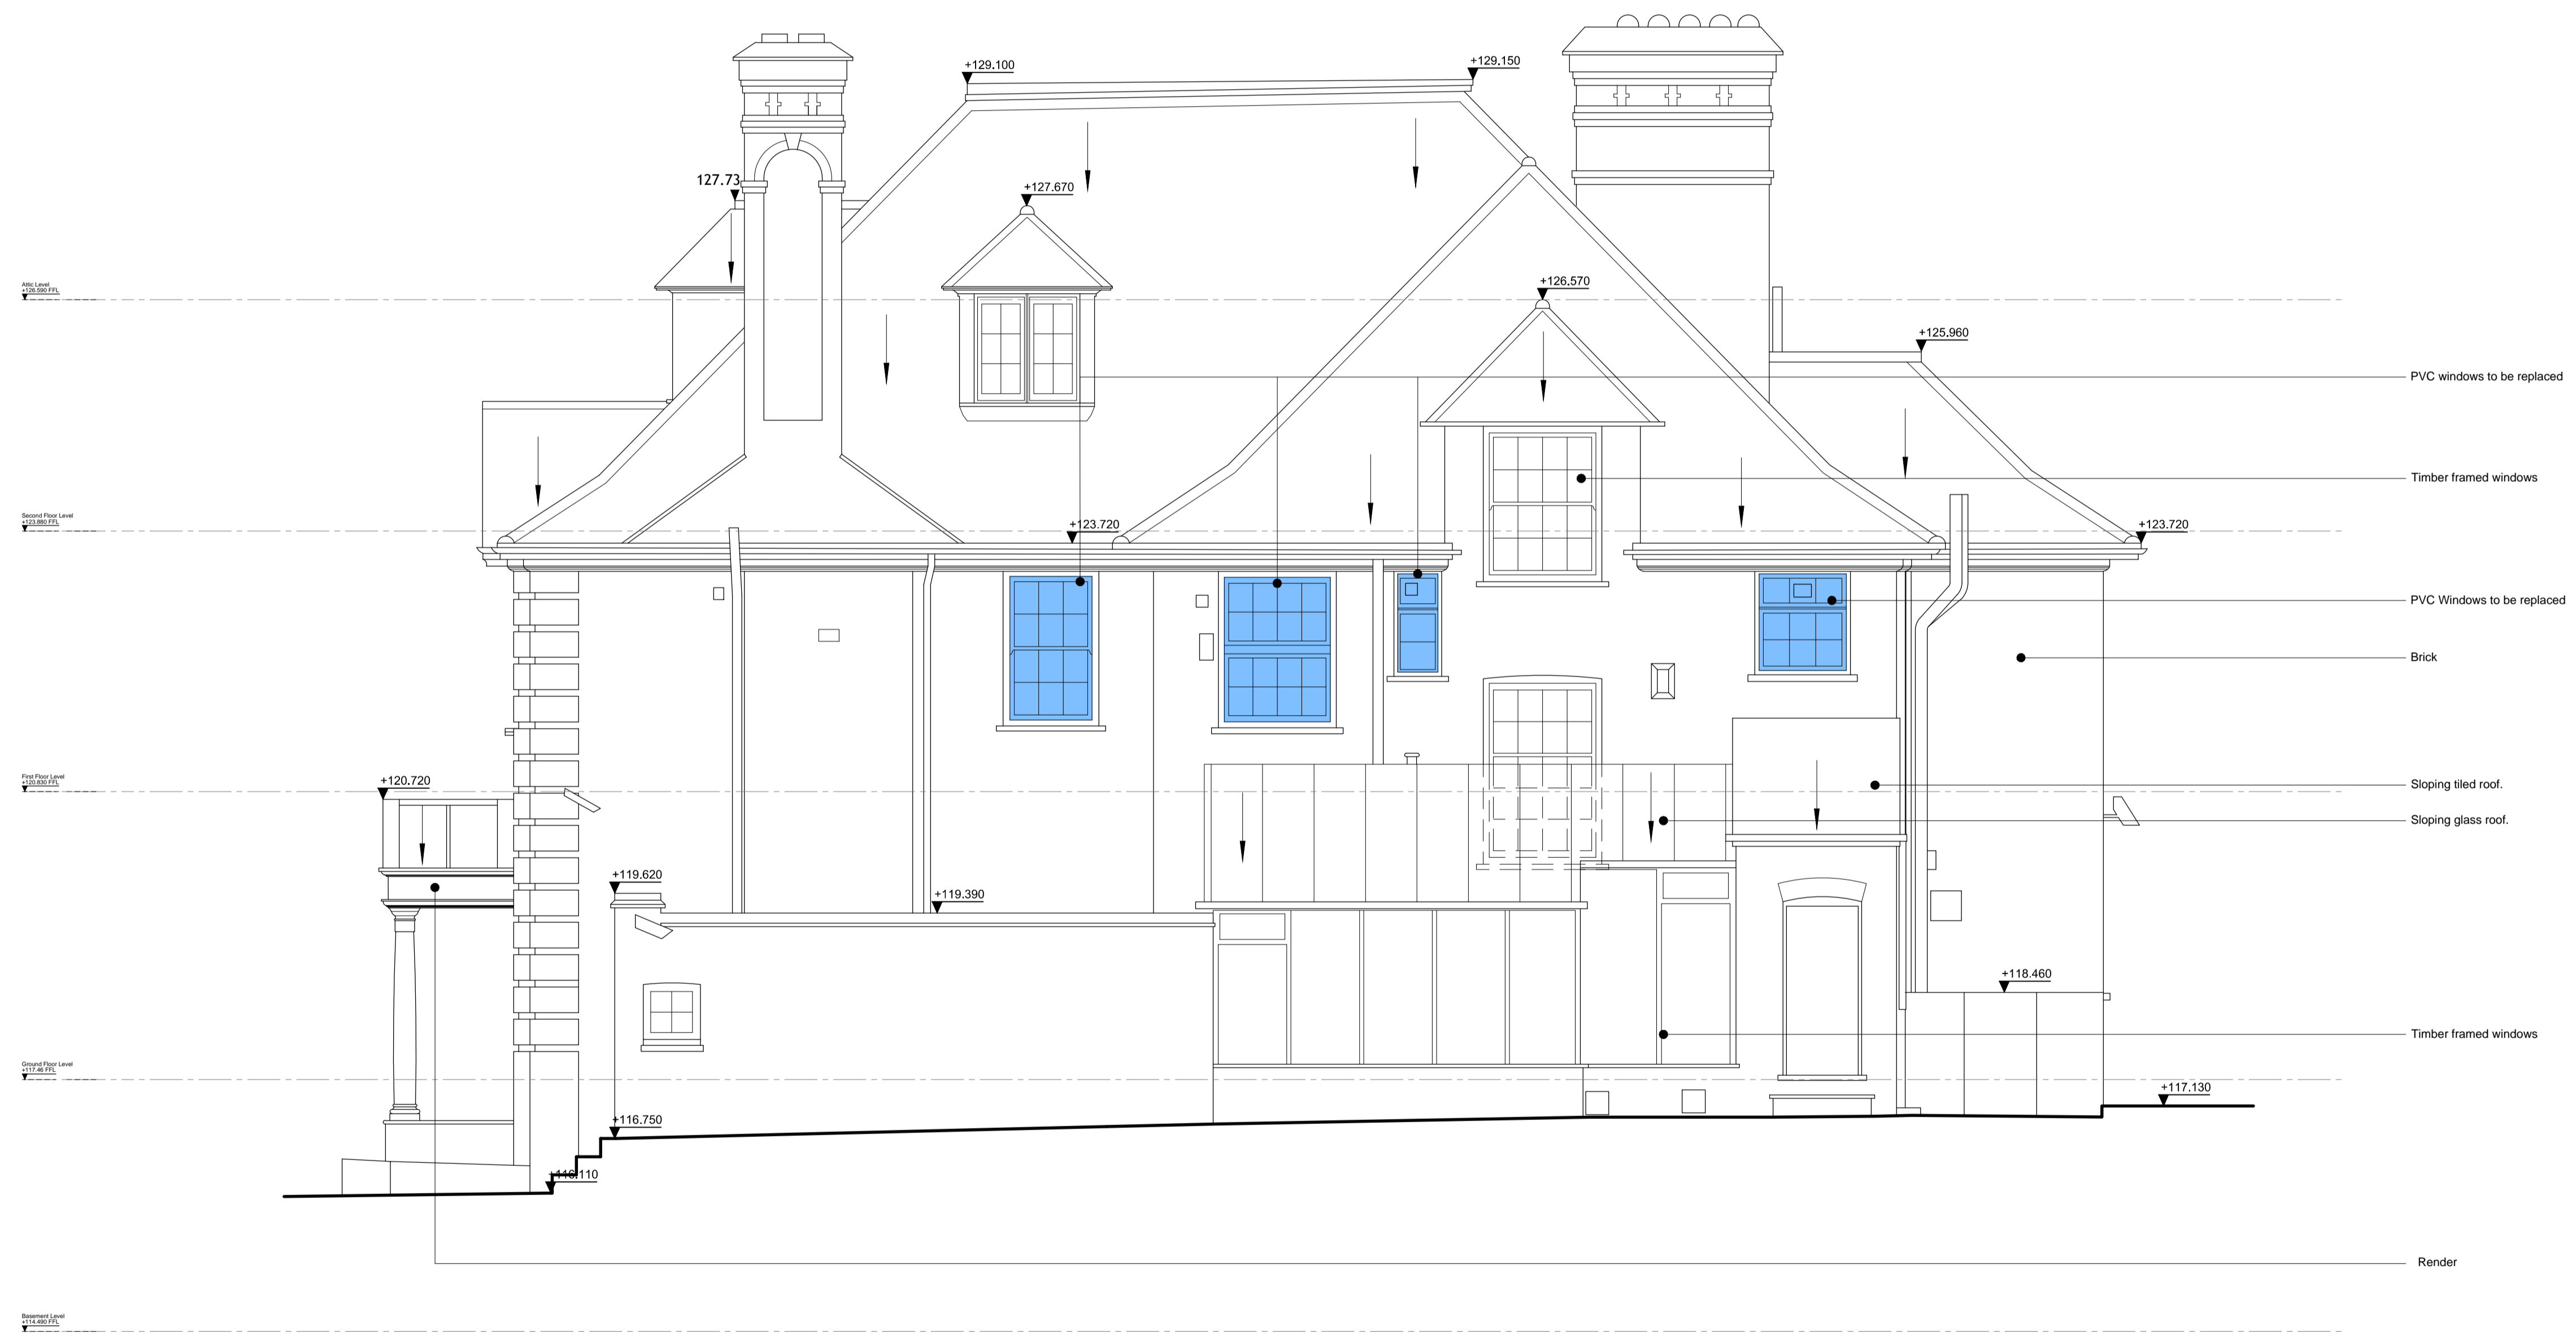 +129.150
+129.100
127.73
+127.670
Attic Level
+126.590 FFL
+126.570
+125.960
PVC windows to be replaced
Timber framed windows
Second Floor Level
+123.880 FFL
+123.720
+123.720
PVC Windows to be replaced
Brick
First Floor Level
+120.830 FFL
+120.720
Sloping tiled roof.
Sloping glass roof.
+119.620
+119.390
+118.460
Timber framed windows
Ground Floor Level
+117.46 FFL
+117.130
+116.750
+116.110
Render
Basement Level
+114.490 FFL